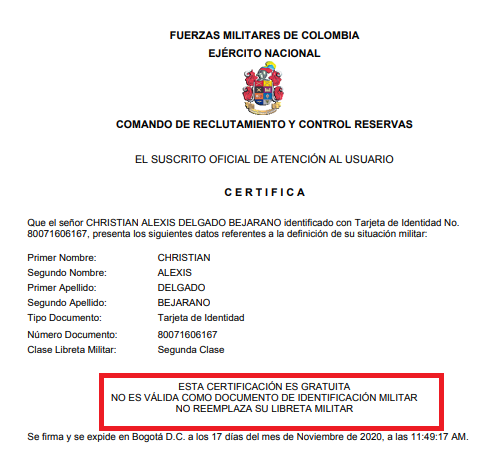 FUERZAS MILITARES DE COLOMBIA
EJÉRCITO NACIONAL
COMANDO DE RECLUTAMIENTO Y CONTROL RESERVAS
EL SUSCRITO OFICIAL DE ATENCIÓN AL USUARIO
C E R T I F I C A
Que el señor CHRISTIAN ALEXIS DELGADO BEJARANO identificado con Tarjeta de Identidad No.
80071606167, presenta los siguientes datos referentes a la definición de su situación militar:
Primer Nombre: CHRISTIAN
Segundo Nombre: ALEXIS
Primer Apellido: DELGADO
Segundo Apellido: BEJARANO
Tipo Documento: Tarjeta de Identidad
Número Documento: 80071606167
Clase Libreta Militar: Segunda Clase
ESTA CERTIFICACIÓN ES GRATUITA
NO ES VÁLIDA COMO DOCUMENTO DE IDENTIFICACIÓN MILITAR
NO REEMPLAZA SU LIBRETA MILITAR
Se firma y se expide en Bogotá D.C. a los 17 días del mes de Noviembre de 2020, a las 11:49:17 AM.